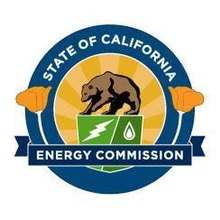 STATE OF CALIFORNIA
ENERGY COMMISSION